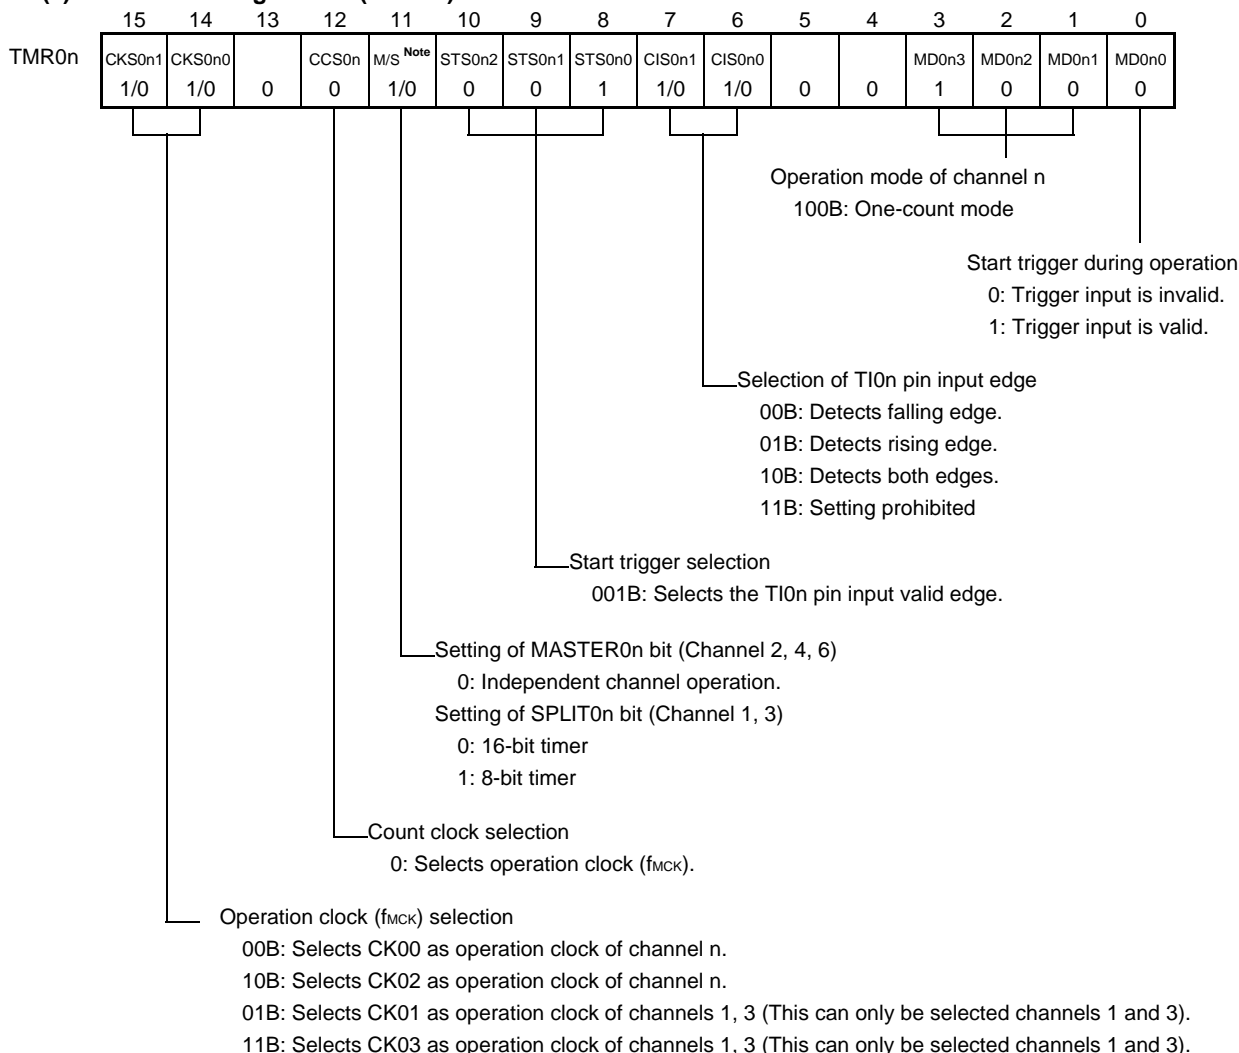 15 14 13 12 11 10 9 8 7 6 5 4 3 2 1 0
TMR0n CKS0n1 CKS0n0 CCS0n M/S Note STS0n2 STS0n1 STS0n0 CIS0n1 CIS0n0 MD0n3 MD0n2 MD0n1 MD0n0
1/0 1/0 0 0 1/0 0 0 1 1/0 1/0 0 0 1 0 0 0
Operation mode of channel n
100B: One-count mode
Start trigger during operation
0: Trigger input is invalid.
1: Trigger input is valid.
Selection of TI0n pin input edge
00B: Detects falling edge.
01B: Detects rising edge.
10B: Detects both edges.
11B: Setting prohibited
Start trigger selection
001B: Selects the TI0n pin input valid edge.
Setting of MASTER0n bit (Channel 2, 4, 6)
0: Independent channel operation.
Setting of SPLIT0n bit (Channel 1, 3)
0: 16-bit timer
1: 8-bit timer
Count clock selection
0: Selects operation clock (fMCK).
Operation clock (fMCK) selection
00B: Selects CK00 as operation clock of channel n.
10B: Selects CK02 as operation clock of channel n.
01B: Selects CK01 as operation clock of channels 1, 3 (This can only be selected channels 1 and 3).
11B: Selects CK03 as operation clock of channels 1, 3 (This can only be selected channels 1 and 3).